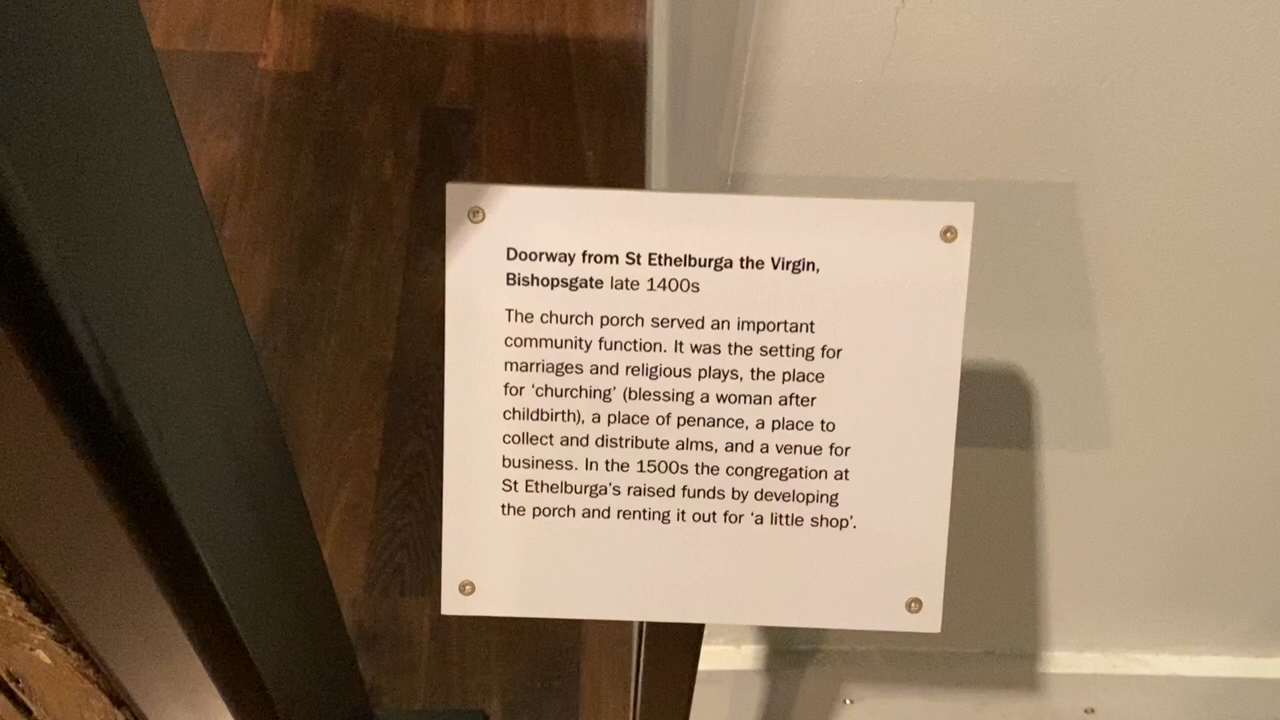 Doorway from St Ethelburga the Virgin,
Bishopsgate late 1400s
The church porch served an important
community function. It was the setting for
marriages and religious plays, the place
for ‘churching’ (blessing a woman after
childbirth), a place of penance, a place to
collect and distribute alms, and a venue for
business. In the 1500s the congregation at
St Ethelburga’s raised funds by developing
the porch and renting it out for ‘a little shop’.